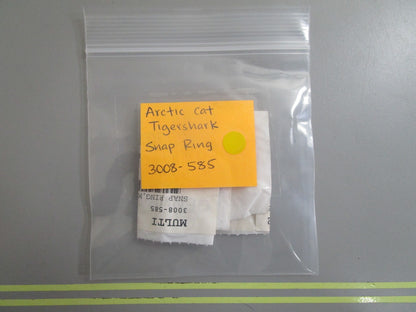 Arctic Cat
Tigershark
Snap Ring
3008-585
MULTI
3008-585
SNAP RING,